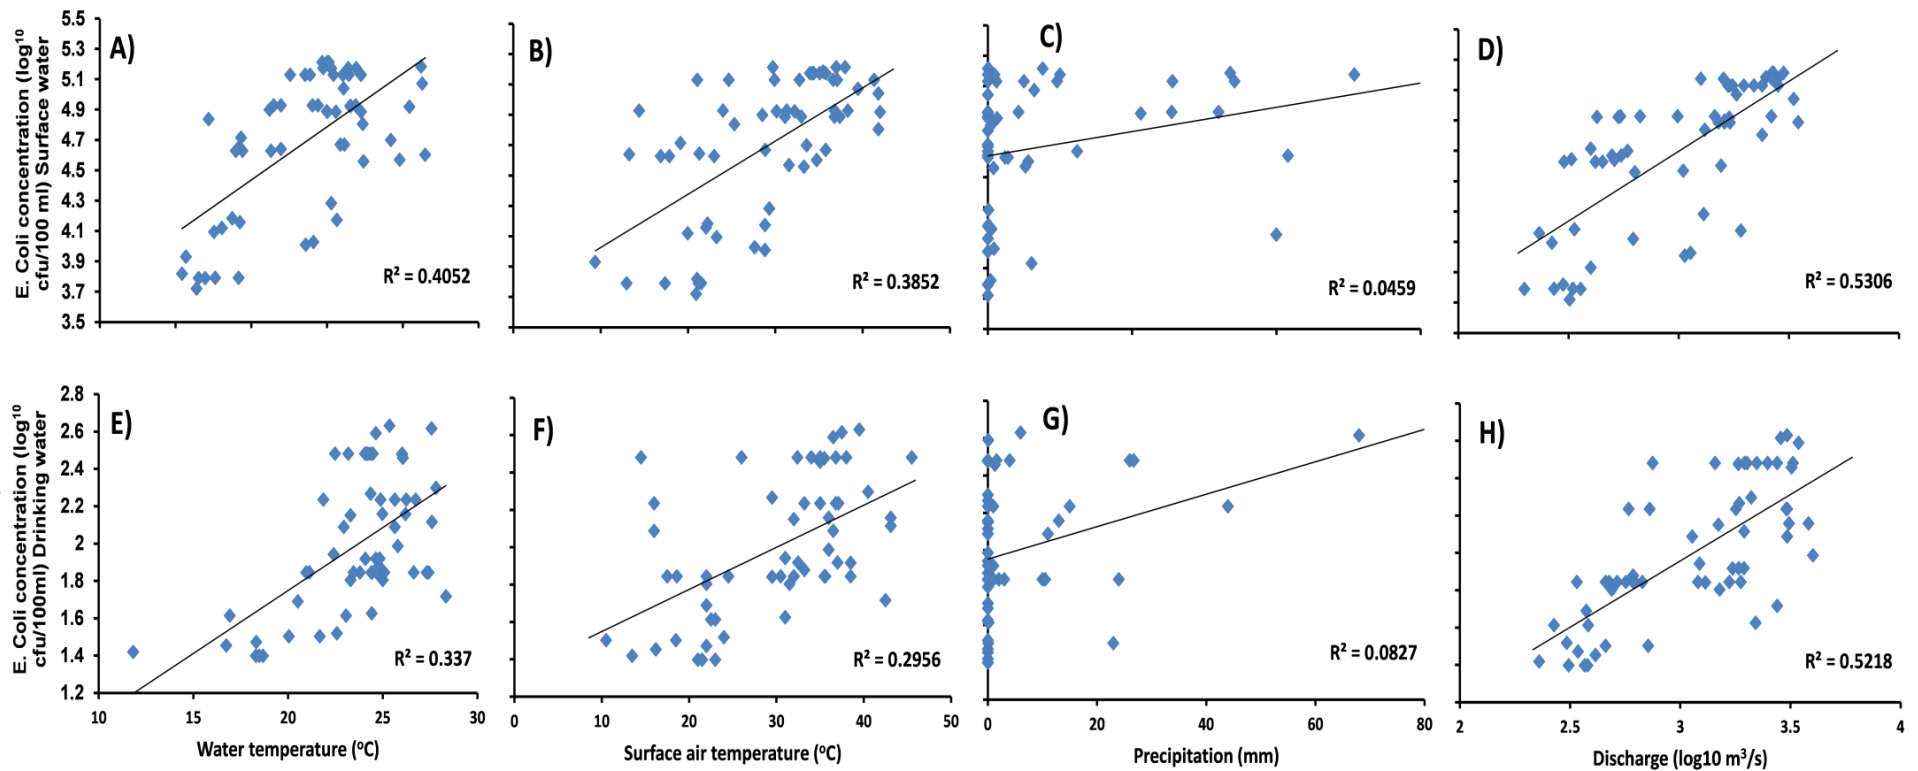 E. Coli concentration (log¹⁰
cfu/100 ml) Surface water
5.5
5.3
5.1
4.9
4.7
4.5
4.3
4.1
3.9
3.7
3.5
A)
R² = 0.4052
B)
R² = 0.3852
C)
R² = 0.0459
D)
R² = 0.5306
E. Coli concentration (log¹⁰
cfu/100ml) Drinking water
2.8
2.6
2.4
2.2
2
1.8
1.6
1.4
1.2
E)
R² = 0.337
10 15 20 25 30
Water temperature (ºC)
F)
R² = 0.2956
0 10 20 30 40 50
Surface air temperature (ºC)
G)
R² = 0.0827
0 20 40 60 80
Precipitation (mm)
H)
R² = 0.5218
2 2.5 3 3.5 4
Discharge (log10 m³/s)